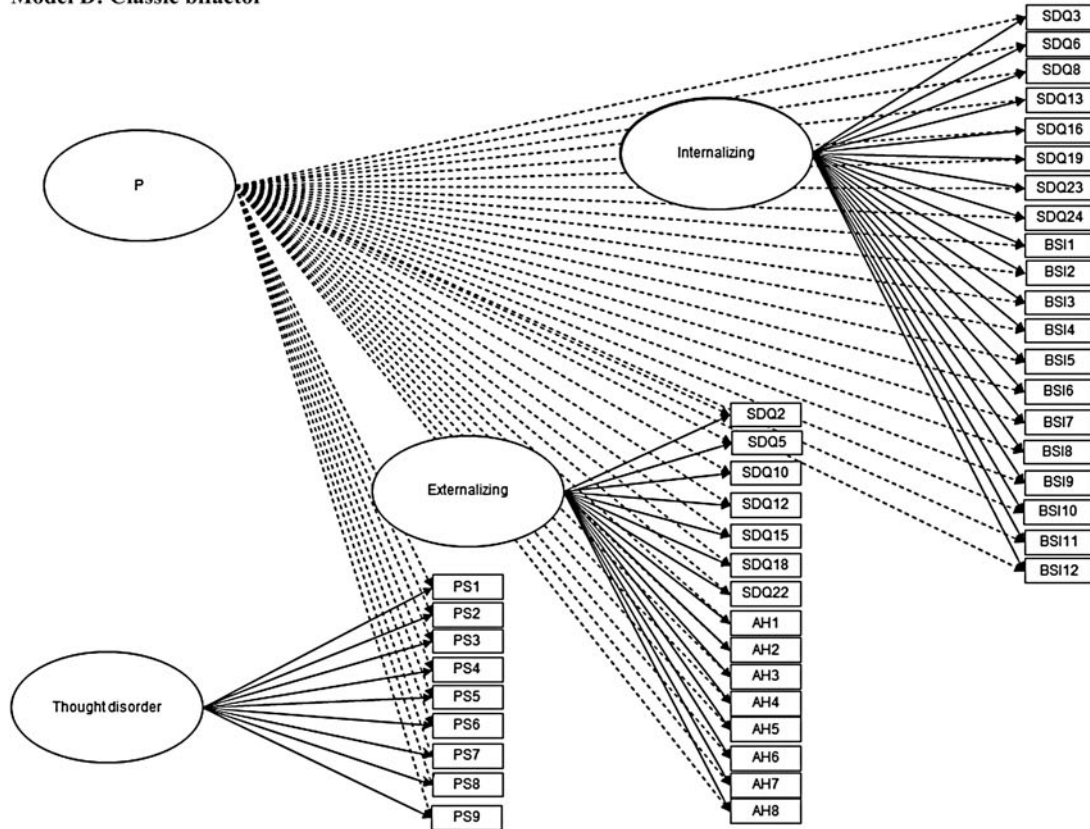 Model D: Classic bifactor
P
Internalizing
SDQ3
SDQ6
SDQ8
SDQ13
SDQ16
SDQ19
SDQ23
SDQ24
BSI1
BSI2
BSI3
BSI4
BSI5
BSI6
BSI7
BSI8
BSI9
BSI10
BSI11
BSI12
Externalizing
SDQ2
SDQ5
SDQ10
SDQ12
SDQ15
SDQ18
SDQ22
AH1
AH2
AH3
AH4
AH5
AH6
AH7
AH8
Thought disorder
PS1
PS2
PS3
PS4
PS5
PS6
PS7
PS8
PS9